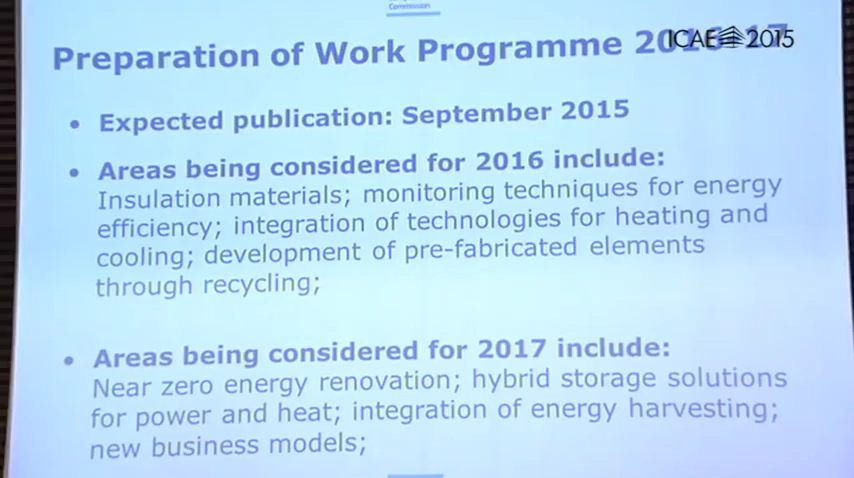 Commission
Preparation of Work Programme 2016-17
ICAE 2015
• Expected publication: September 2015
• Areas being considered for 2016 include:
Insulation materials; monitoring techniques for energy
efficiency; integration of technologies for heating and
cooling; development of pre-fabricated elements
through recycling;
• Areas being considered for 2017 include:
Near zero energy renovation; hybrid storage solutions
for power and heat; integration of energy harvesting;
new business models;